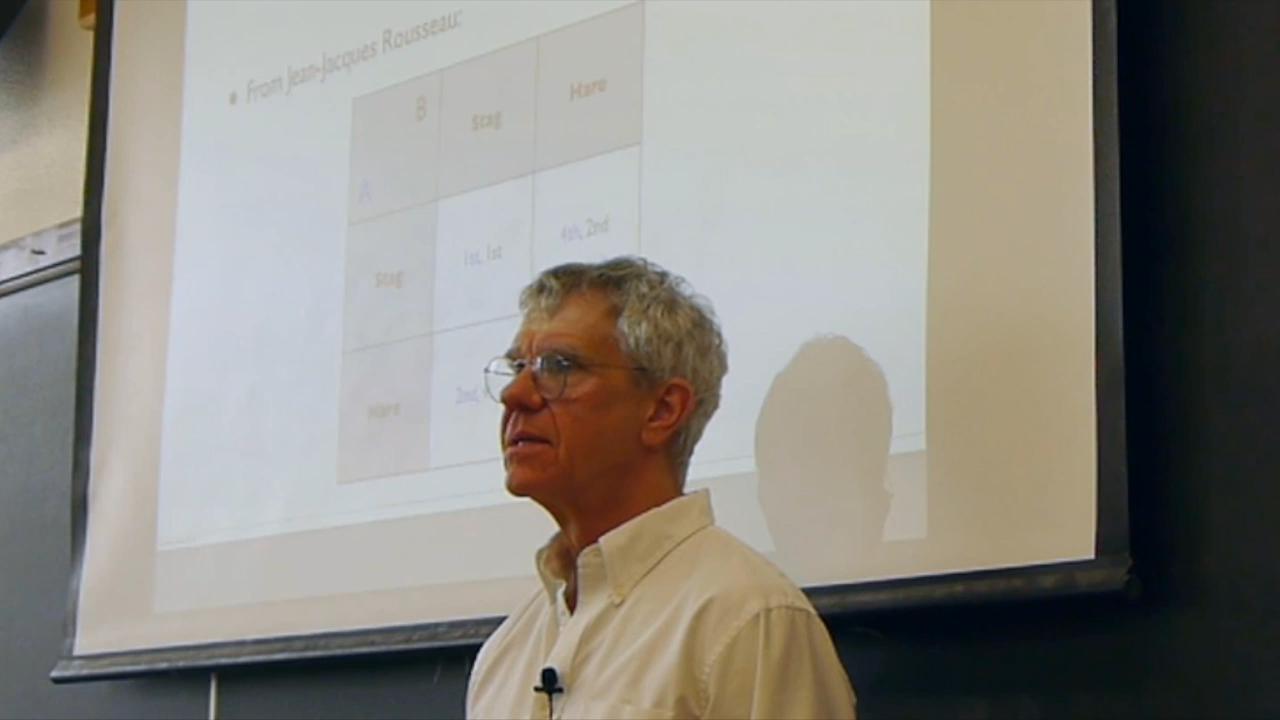 • From Jean-Jacques Rousseau:
B Stag Hare
A
Stag 1st, 1st 4th, 2nd
Hare 2nd,